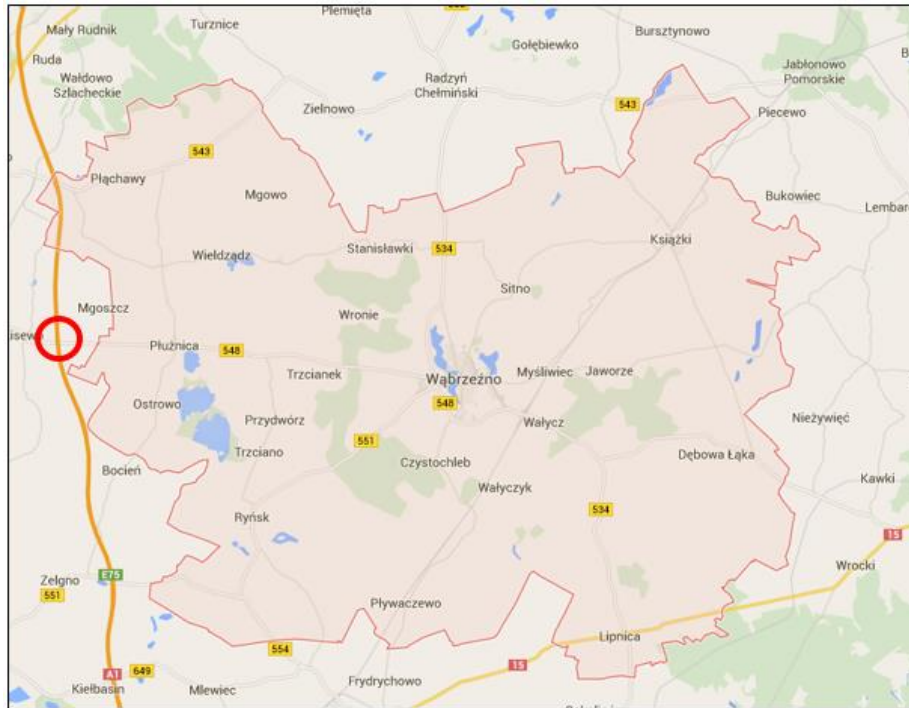 Plemięta
Turznice
Mały Rudnik
Bursztynowo
Gołębiewko
Ruda
Jabłonowo
Pomorskie
Wałdowo
Szlacheckie
Radzyń
Chełmiński
Zielnowo
543
Piecewo
543
Płąchawy
Mgowo
Bukowiec
Lembar
Książki
Stanisławki
534
Wieldządz
Sitno
Mgoszcz
Wronie
isewo
Płużnica
548
Trzcianek
Wąbrzeźno
Myśliwiec
Jaworze
548
Ostrowo
Przydwórz
Wałycz
Nieżywięć
551
Trzciano
Dębowa Łąka
Bocień
Czystochleb
Kawki
Wałyczyk
Ryńsk
534
15
Wrocki
Zelgno
E75
551
Pływaczewo
Lipnica
554
15
649
A1
Frydrychowo
Kiełbasin
Mlewiec